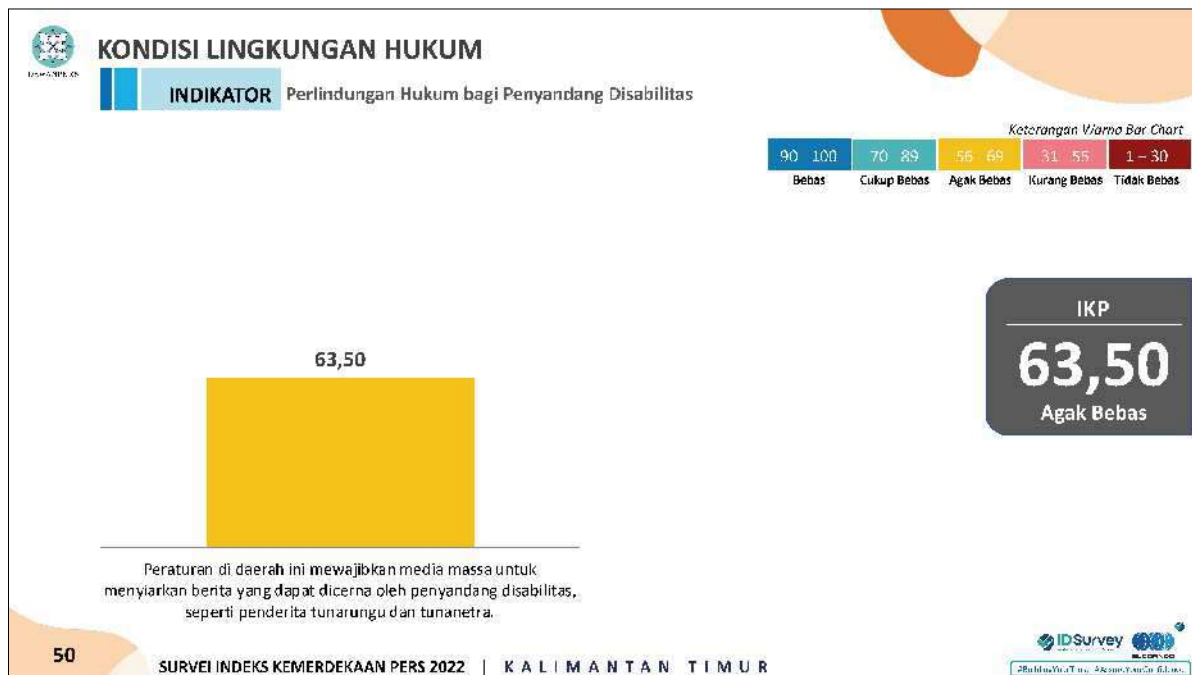 KONDISI LINGKUNGAN HUKUM
INDIKATOR Perlindungan Hukum bagi Penyandang Disabilitas
Keterangan Warna Bar Chart
90 100 70 89 56 69 31 55 1 – 30
Bebas Cukup Bebas Agak Bebas Kurang Bebas Tidak Bebas
IKP
63,50
Agak Bebas
63,50
Peraturan di daerah ini mewajibkan media massa untuk
menyiarkan berita yang dapat dicerna oleh penyandang disabilitas,
seperti penderita tunarungu dan tunanetra.
IDSurvey
50
SURVEI INDEKS KEMERDEKAAN PERS 2022 | KALIMANTAN TIMUR